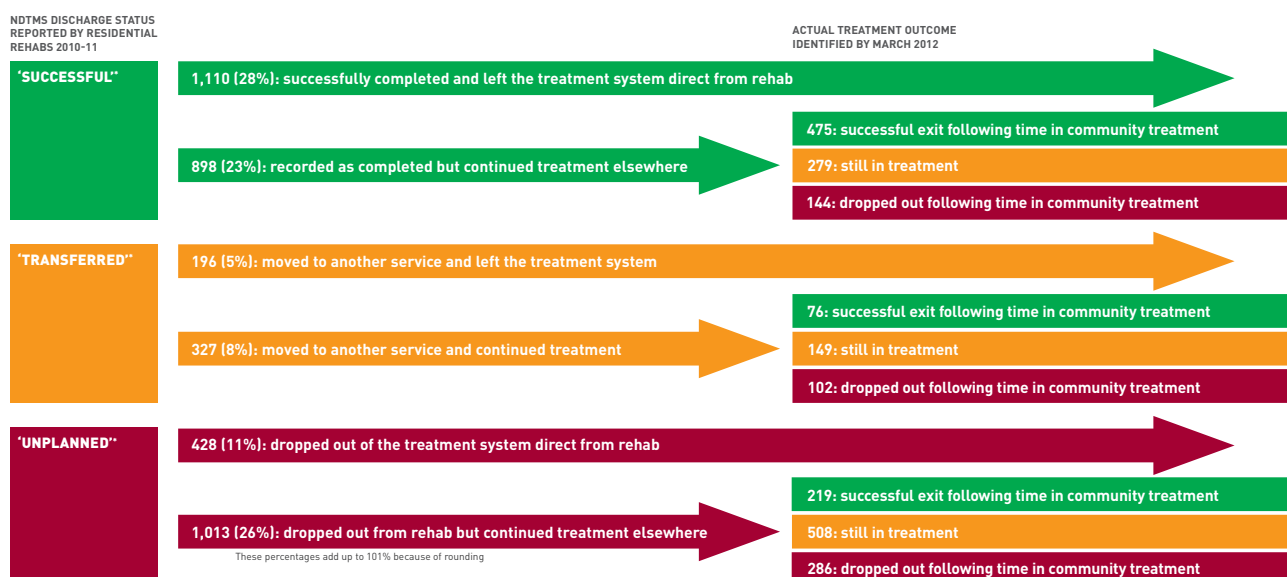 NDTMS DISCHARGE STATUS
REPORTED BY RESIDENTIAL
REHABS 2010-11
ACTUAL TREATMENT OUTCOME
IDENTIFIED BY MARCH 2012
‘SUCCESSFUL’*
1,110 (28%): successfully completed and left the treatment system direct from rehab
898 (23%): recorded as completed but continued treatment elsewhere
475: successful exit following time in community treatment
279: still in treatment
144: dropped out following time in community treatment
‘TRANSFERRED’*
196 (5%): moved to another service and left the treatment system
327 (8%): moved to another service and continued treatment
76: successful exit following time in community treatment
149: still in treatment
102: dropped out following time in community treatment
‘UNPLANNED’*
428 (11%): dropped out of the treatment system direct from rehab
1,013 (26%): dropped out from rehab but continued treatment elsewhere
These percentages add up to 101% because of rounding
219: successful exit following time in community treatment
508: still in treatment
286: dropped out following time in community treatment